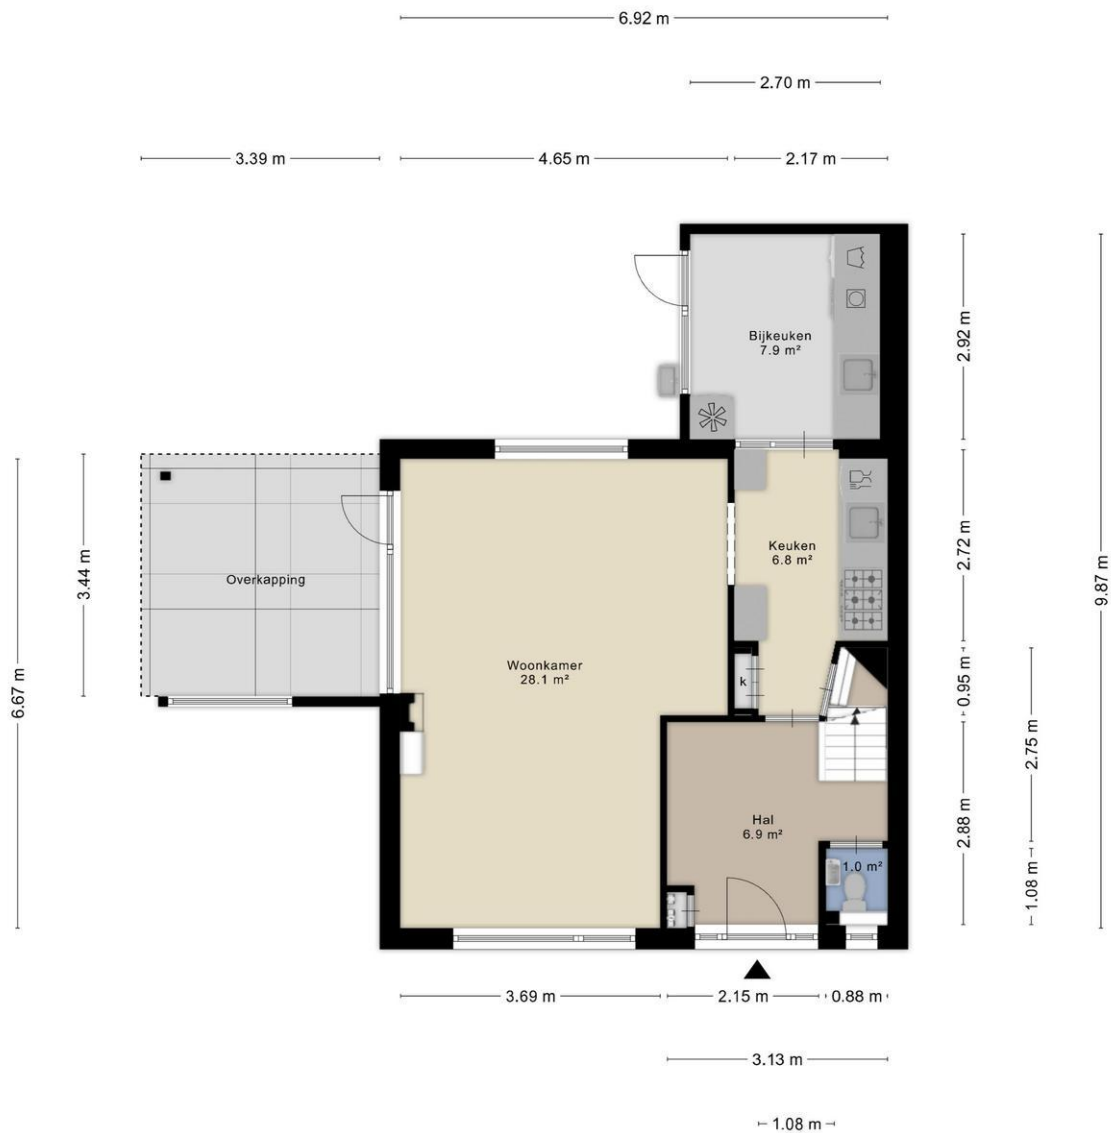 6.92 m
2.70 m
3.39 m
4.65 m
2.17 m
Bijkeuken
7.9 m²
2.92 m
9.87 m
3.44 m
6.67 m
Overkapping
Keuken
6.8 m²
2.72 m
Woonkamer
28.1 m²
k
0.95 m
2.75 m
Hal
6.9 m²
2.88 m
1.0 m²
1.08 m
3.69 m
2.15 m
0.88 m
3.13 m
1.08 m